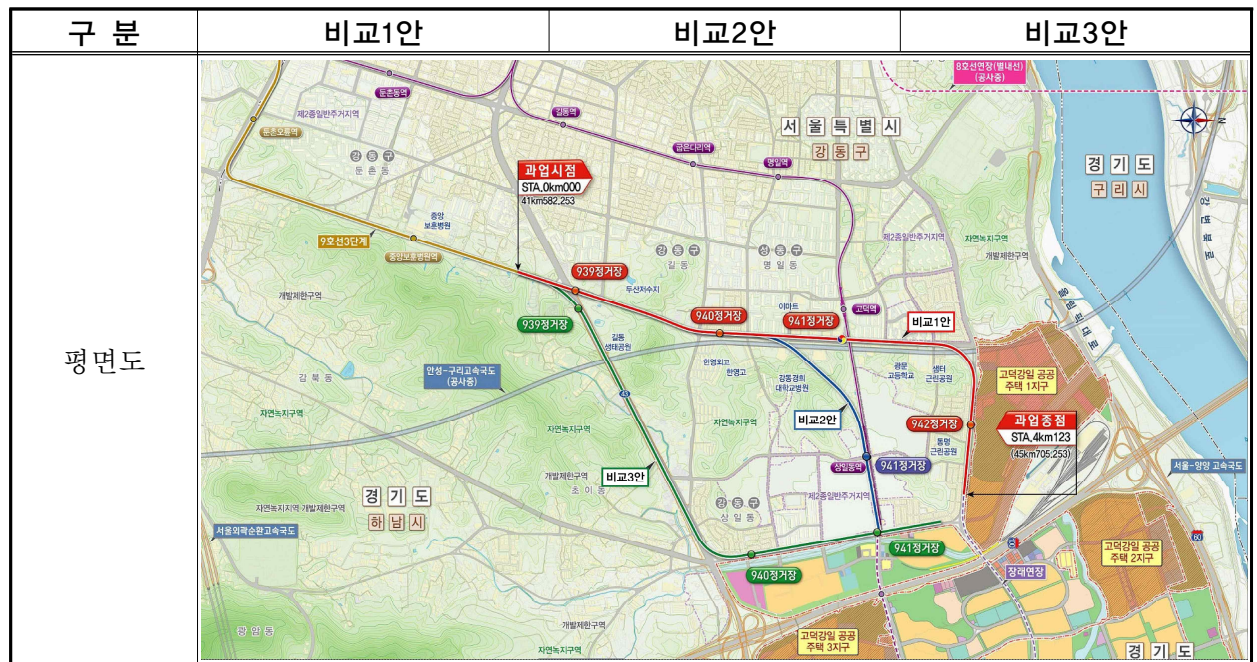 구 분
비교1안
비교2안
비교3안
평면도
8호선연장(별내선)
(공사중)
둔촌동역
제2종일반주거지역
길동역
서울특별시
강동구
둔촌오륜역
강동구
둔촌동
굽은다리역
명일역
경기도
구리시
강변북로
N
과업시점
STA.0km000
41km582.253
중앙
보훈병원
9호선3단계
중앙보훈병원역
강동구
길동
강동구
명일동
제2종일반주거지역
자연녹지구역
개발제한구역
올림픽대로
939정거장
두산저수지
개발제한구역
이마트
고덕역
940정거장
941정거장
비교1안
939정거장
길동
생태공원
한영외고
한영고
강동경희
대학교병원
광문
고등학교
샘터
근린공원
고덕강일 공공
주택 1지구
감북동
안성-구리고속국도
(공사중)
43
자연녹지구역
자연녹지구역
자연녹지구역
비교2안
942정거장
동명
근린공원
과업종점
STA.4km123
(45km705.253)
상일동역
941정거장
서울-양양 고속국도
개발제한구역
초이동
비교3안
제2종일반주거지역
경기도
하남시
자연녹지지역·개발제한구역
서울외곽순환고속국도
강동구
상일동
941정거장
940정거장
고덕강일 공공
주택 2지구
60
장래연장
광암동
개발제한구역
자연녹지구역
고덕강일 공공
주택 3지구
경기도